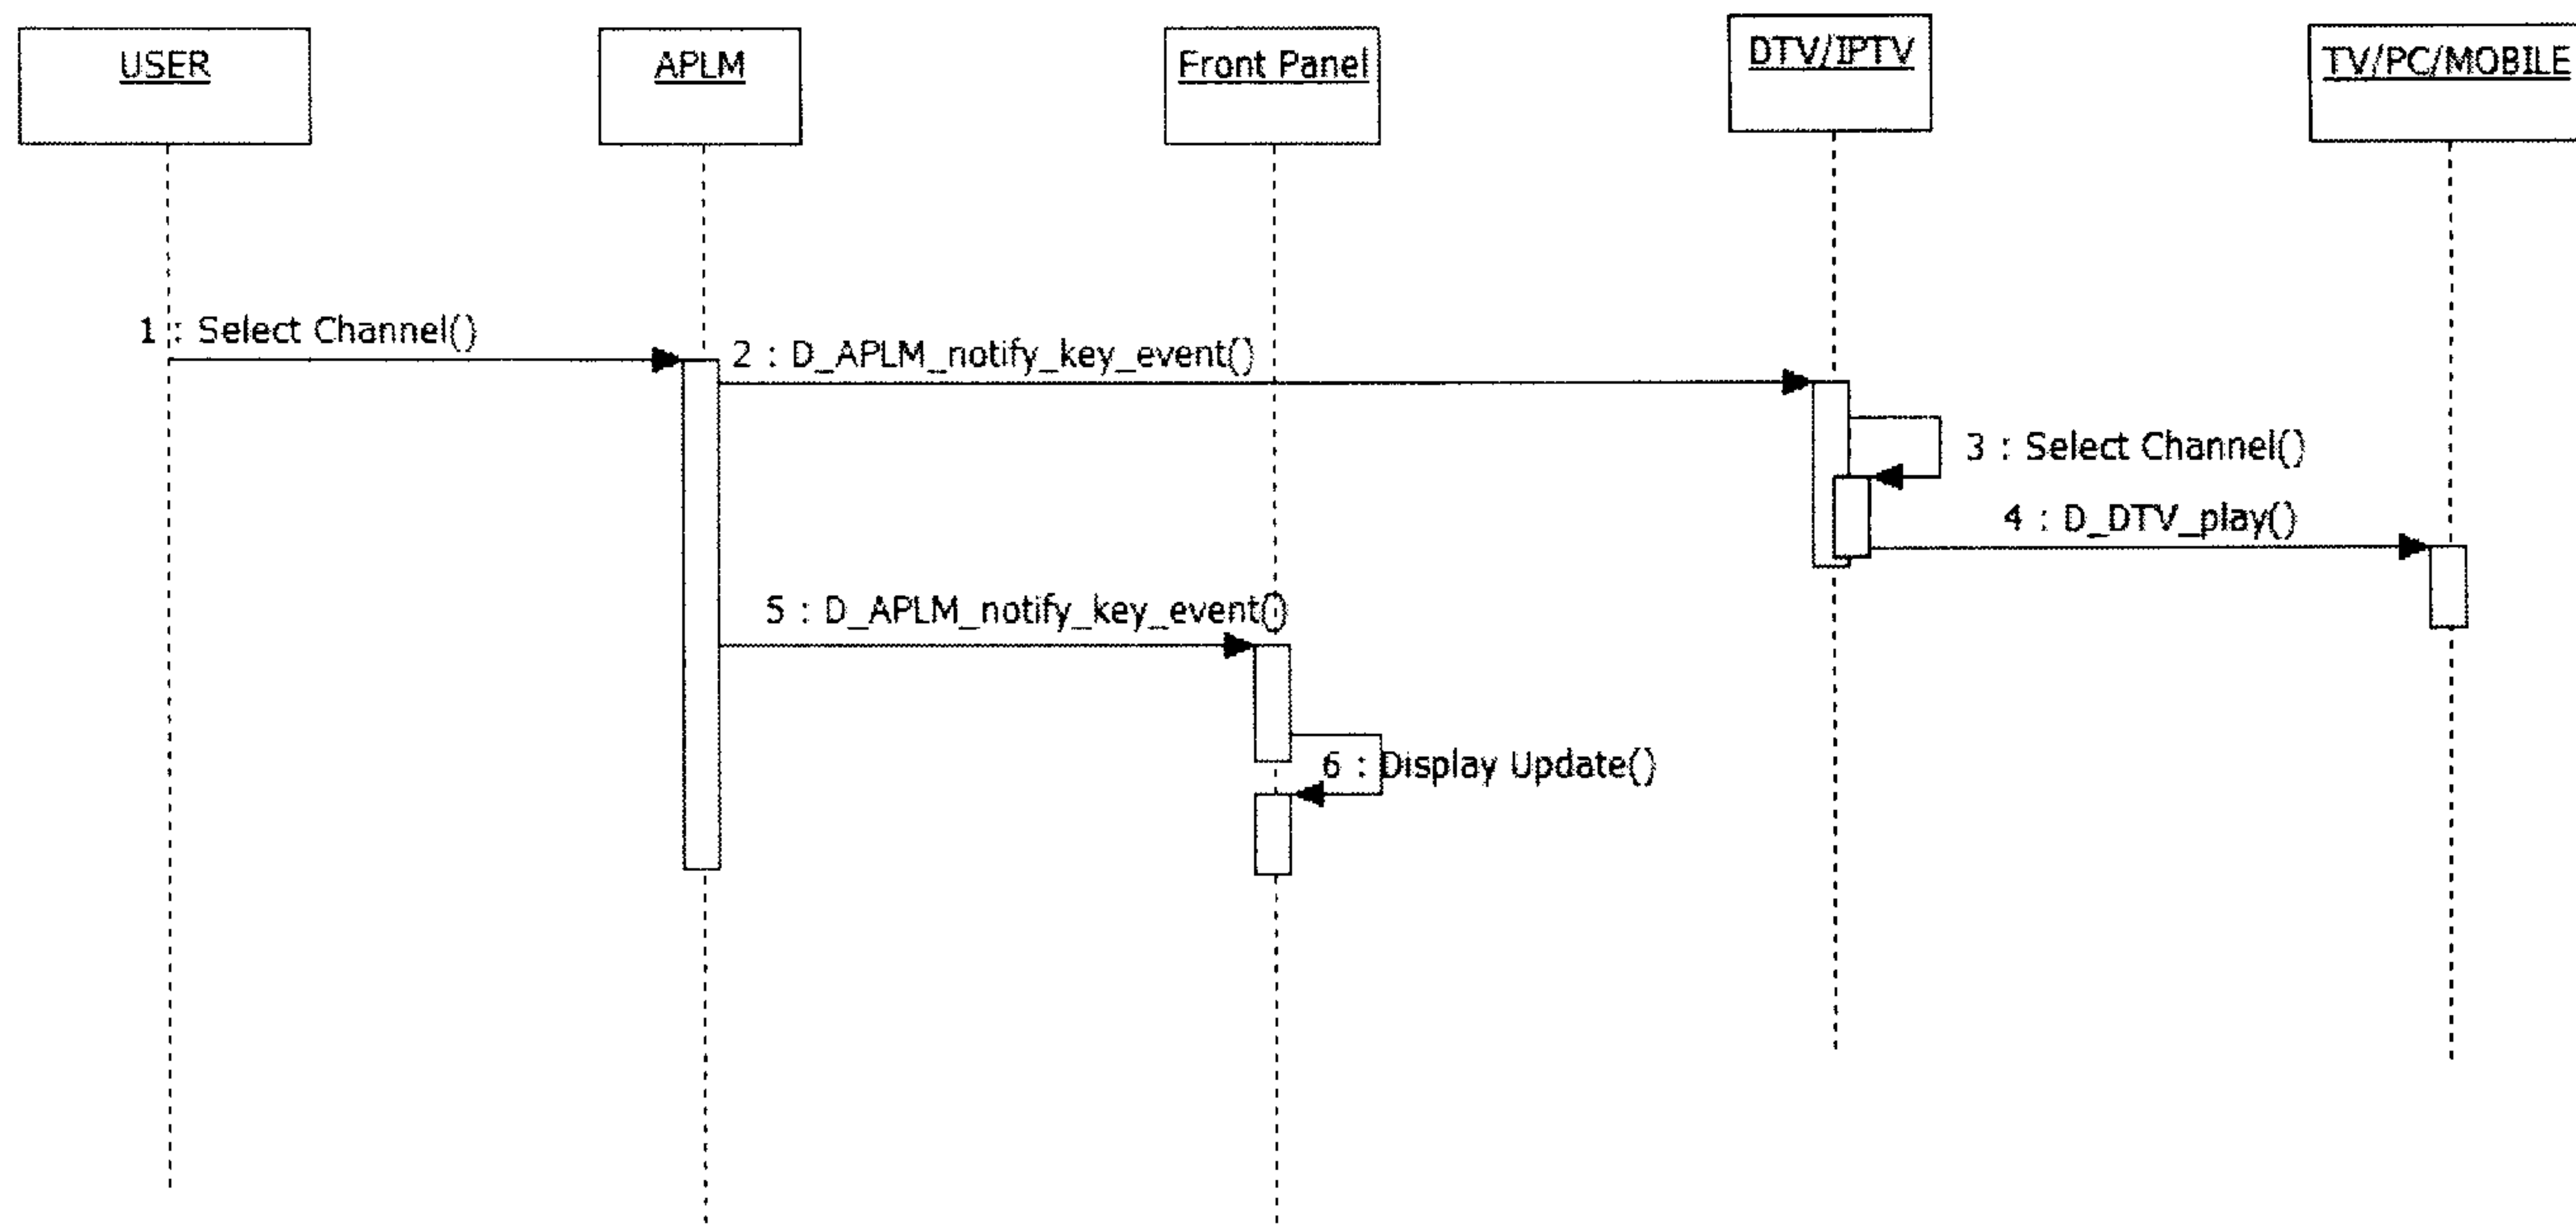 USER
APLM
Front Panel
DTV/IPTV
TV/PC/MOBILE
1 : Select Channel()
2 : D_APLM_notify_key_event()
3 : Select Channel()
4 : D_DTV_play()
5 : D_APLM_notify_key_event()
6 : Display Update()